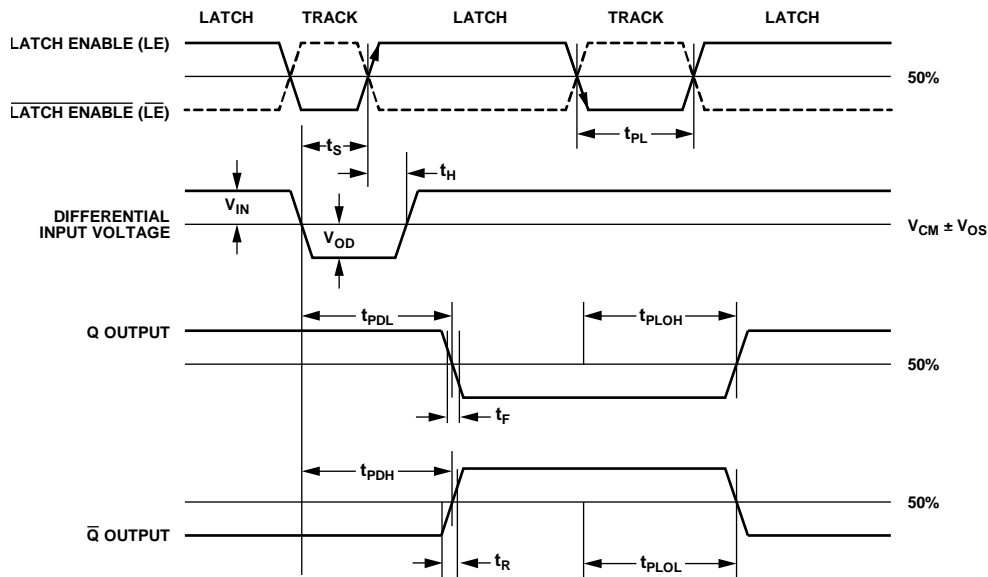 LATCH TRACK LATCH TRACK LATCH
LATCH ENABLE (LE)
50%
LATCH ENABLE (LE)
tS
tPL
tH
VIN
DIFFERENTIAL
INPUT VOLTAGE
VOD
VCM ± VOS
tPDL
tPLOH
Q OUTPUT
50%
tF
tPDH
50%
Q̅ OUTPUT
tR
tPLOL